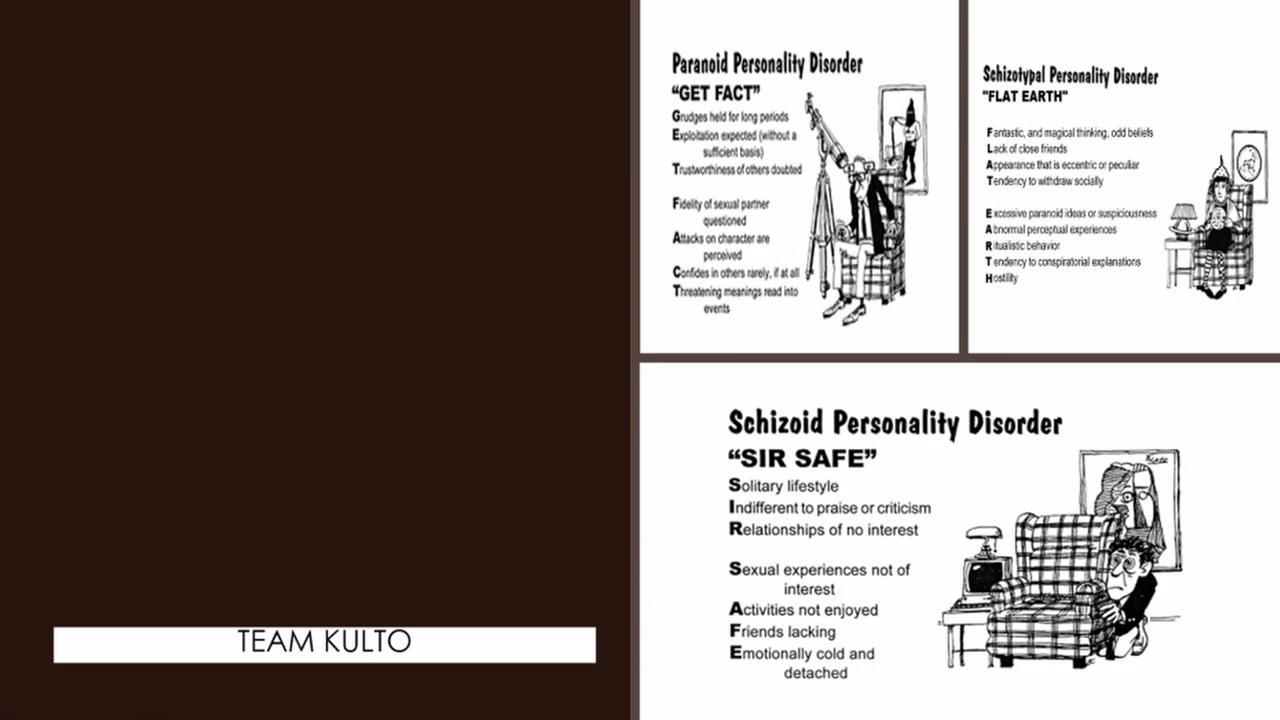 TEAM KULTO
Paranoid Personality Disorder
“GET FACT”
Grudges held for long periods
Exploitation expected (without a
sufficient basis)
Trustworthiness of others doubted
Fidelity of sexual partner
questioned
Attacks on character are
perceived
Confides in others rarely, if at all
Threatening meanings read into
events
Schizotypal Personality Disorder
"FLAT EARTH"
Fantastic, and magical thinking, odd beliefs
Lack of close friends
Appearance that is eccentric or peculiar
Tendency to withdraw socially
Excessive paranoid ideas or suspiciousness
Abnormal perceptual experiences
Ritualistic behavior
Tendency to conspiratorial explanations
Hostility
Schizoid Personality Disorder
“SIR SAFE”
Solitary lifestyle
Indifferent to praise or criticism
Relationships of no interest
Sexual experiences not of
interest
Activities not enjoyed
Friends lacking
Emotionally cold and
detached